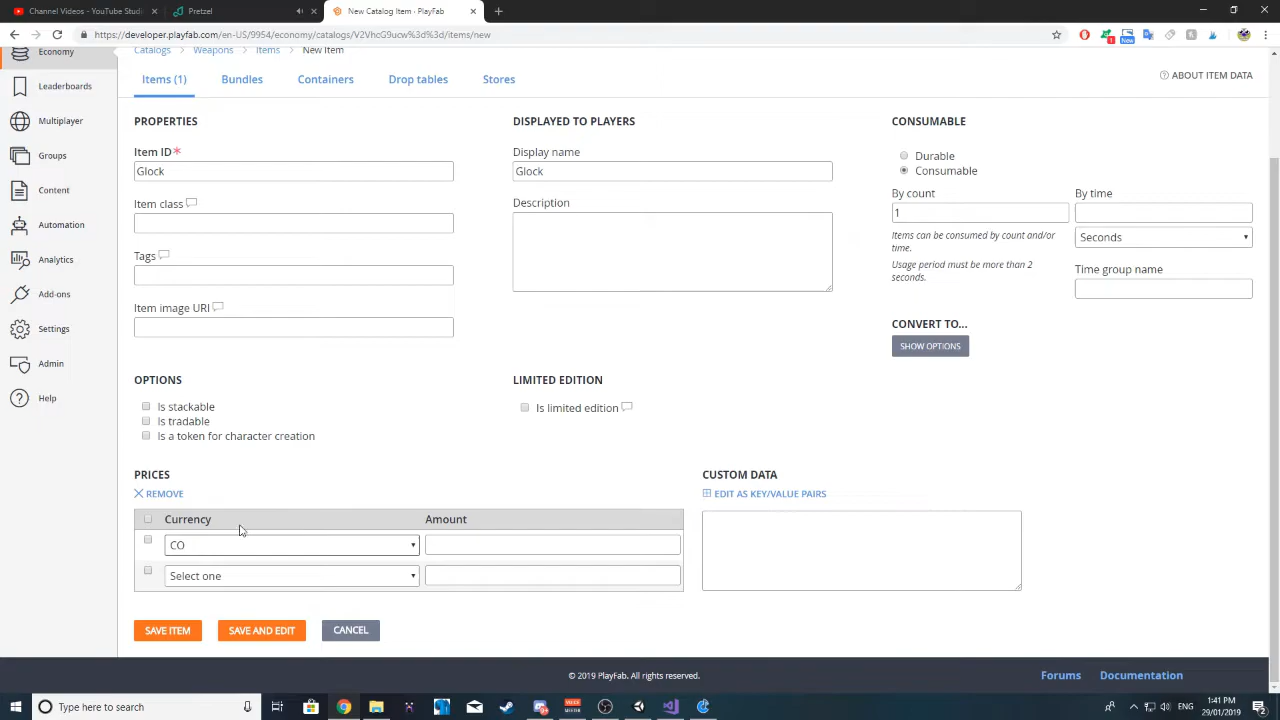 Channel Videos - YouTube Studio
Pretzel
New Catalog Item - PlayFab
https://developer.playfab.com/en-US/9954/economy/catalogs/V2VhcG9ucw%3d%3d/items/new
1
New
Economy
Catalogs > Weapons > Items > New Item
Items (1)
Bundles
Containers
Drop tables
Stores
ABOUT ITEM DATA
Leaderboards
Multiplayer
Groups
Content
Automation
Analytics
Add-ons
Settings
Admin
Help
PROPERTIES
Item ID*
Glock
Item class
Tags
Item image URI
DISPLAYED TO PLAYERS
Display name
Glock
Description
CONSUMABLE
Durable
Consumable
By count
1
By time
Seconds
Items can be consumed by count and/or
time.
Usage period must be more than 2
seconds.
Time group name
CONVERT TO...
SHOW OPTIONS
OPTIONS
Is stackable
Is tradable
Is a token for character creation
LIMITED EDITION
Is limited edition
PRICES
REMOVE
Currency Amount
CO
Select one
CUSTOM DATA
EDIT AS KEY/VALUE PAIRS
SAVE ITEM
SAVE AND EDIT
CANCEL
© 2019 PlayFab. All rights reserved.
Forums
Documentation
Type here to search
ENG
1:41 PM
29/01/2019
2